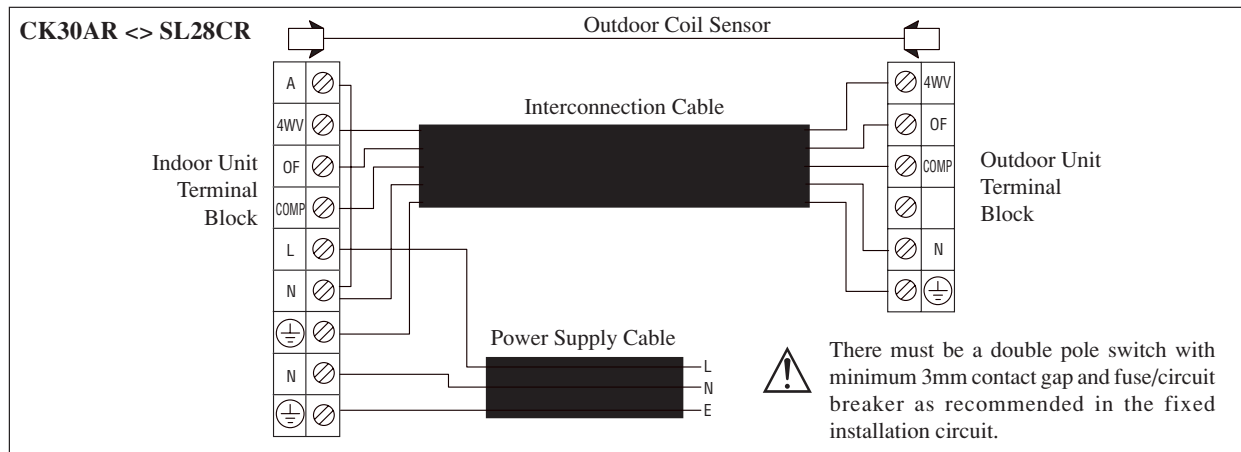 CK30AR <> SL28CR
Outdoor Coil Sensor
Interconnection Cable
Indoor Unit
Terminal
Block
A
4WV
OF
COMP
L
N
N
4WV
OF
COMP
N
Outdoor Unit
Terminal
Block
Power Supply Cable
L
N
E
There must be a double pole switch with
minimum 3mm contact gap and fuse/circuit
breaker as recommended in the fixed
installation circuit.